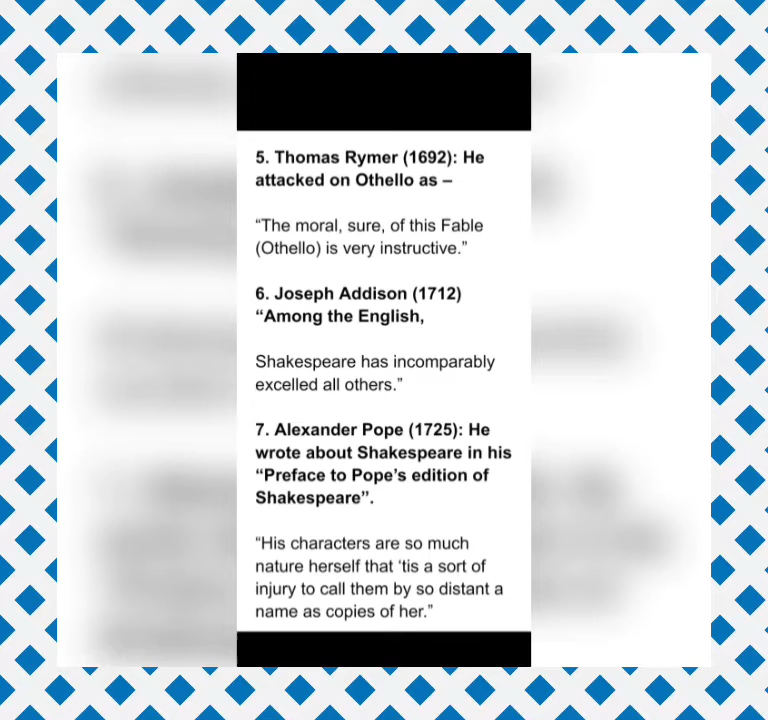 5. Thomas Rymer (1692): He
attacked on Othello as –
“The moral, sure, of this Fable
(Othello) is very instructive.”
6. Joseph Addison (1712)
“Among the English,
Shakespeare has incomparably
excelled all others.”
7. Alexander Pope (1725): He
wrote about Shakespeare in his
“Preface to Pope’s edition of
Shakespeare”.
“His characters are so much
nature herself that ‘tis a sort of
injury to call them by so distant a
name as copies of her.”